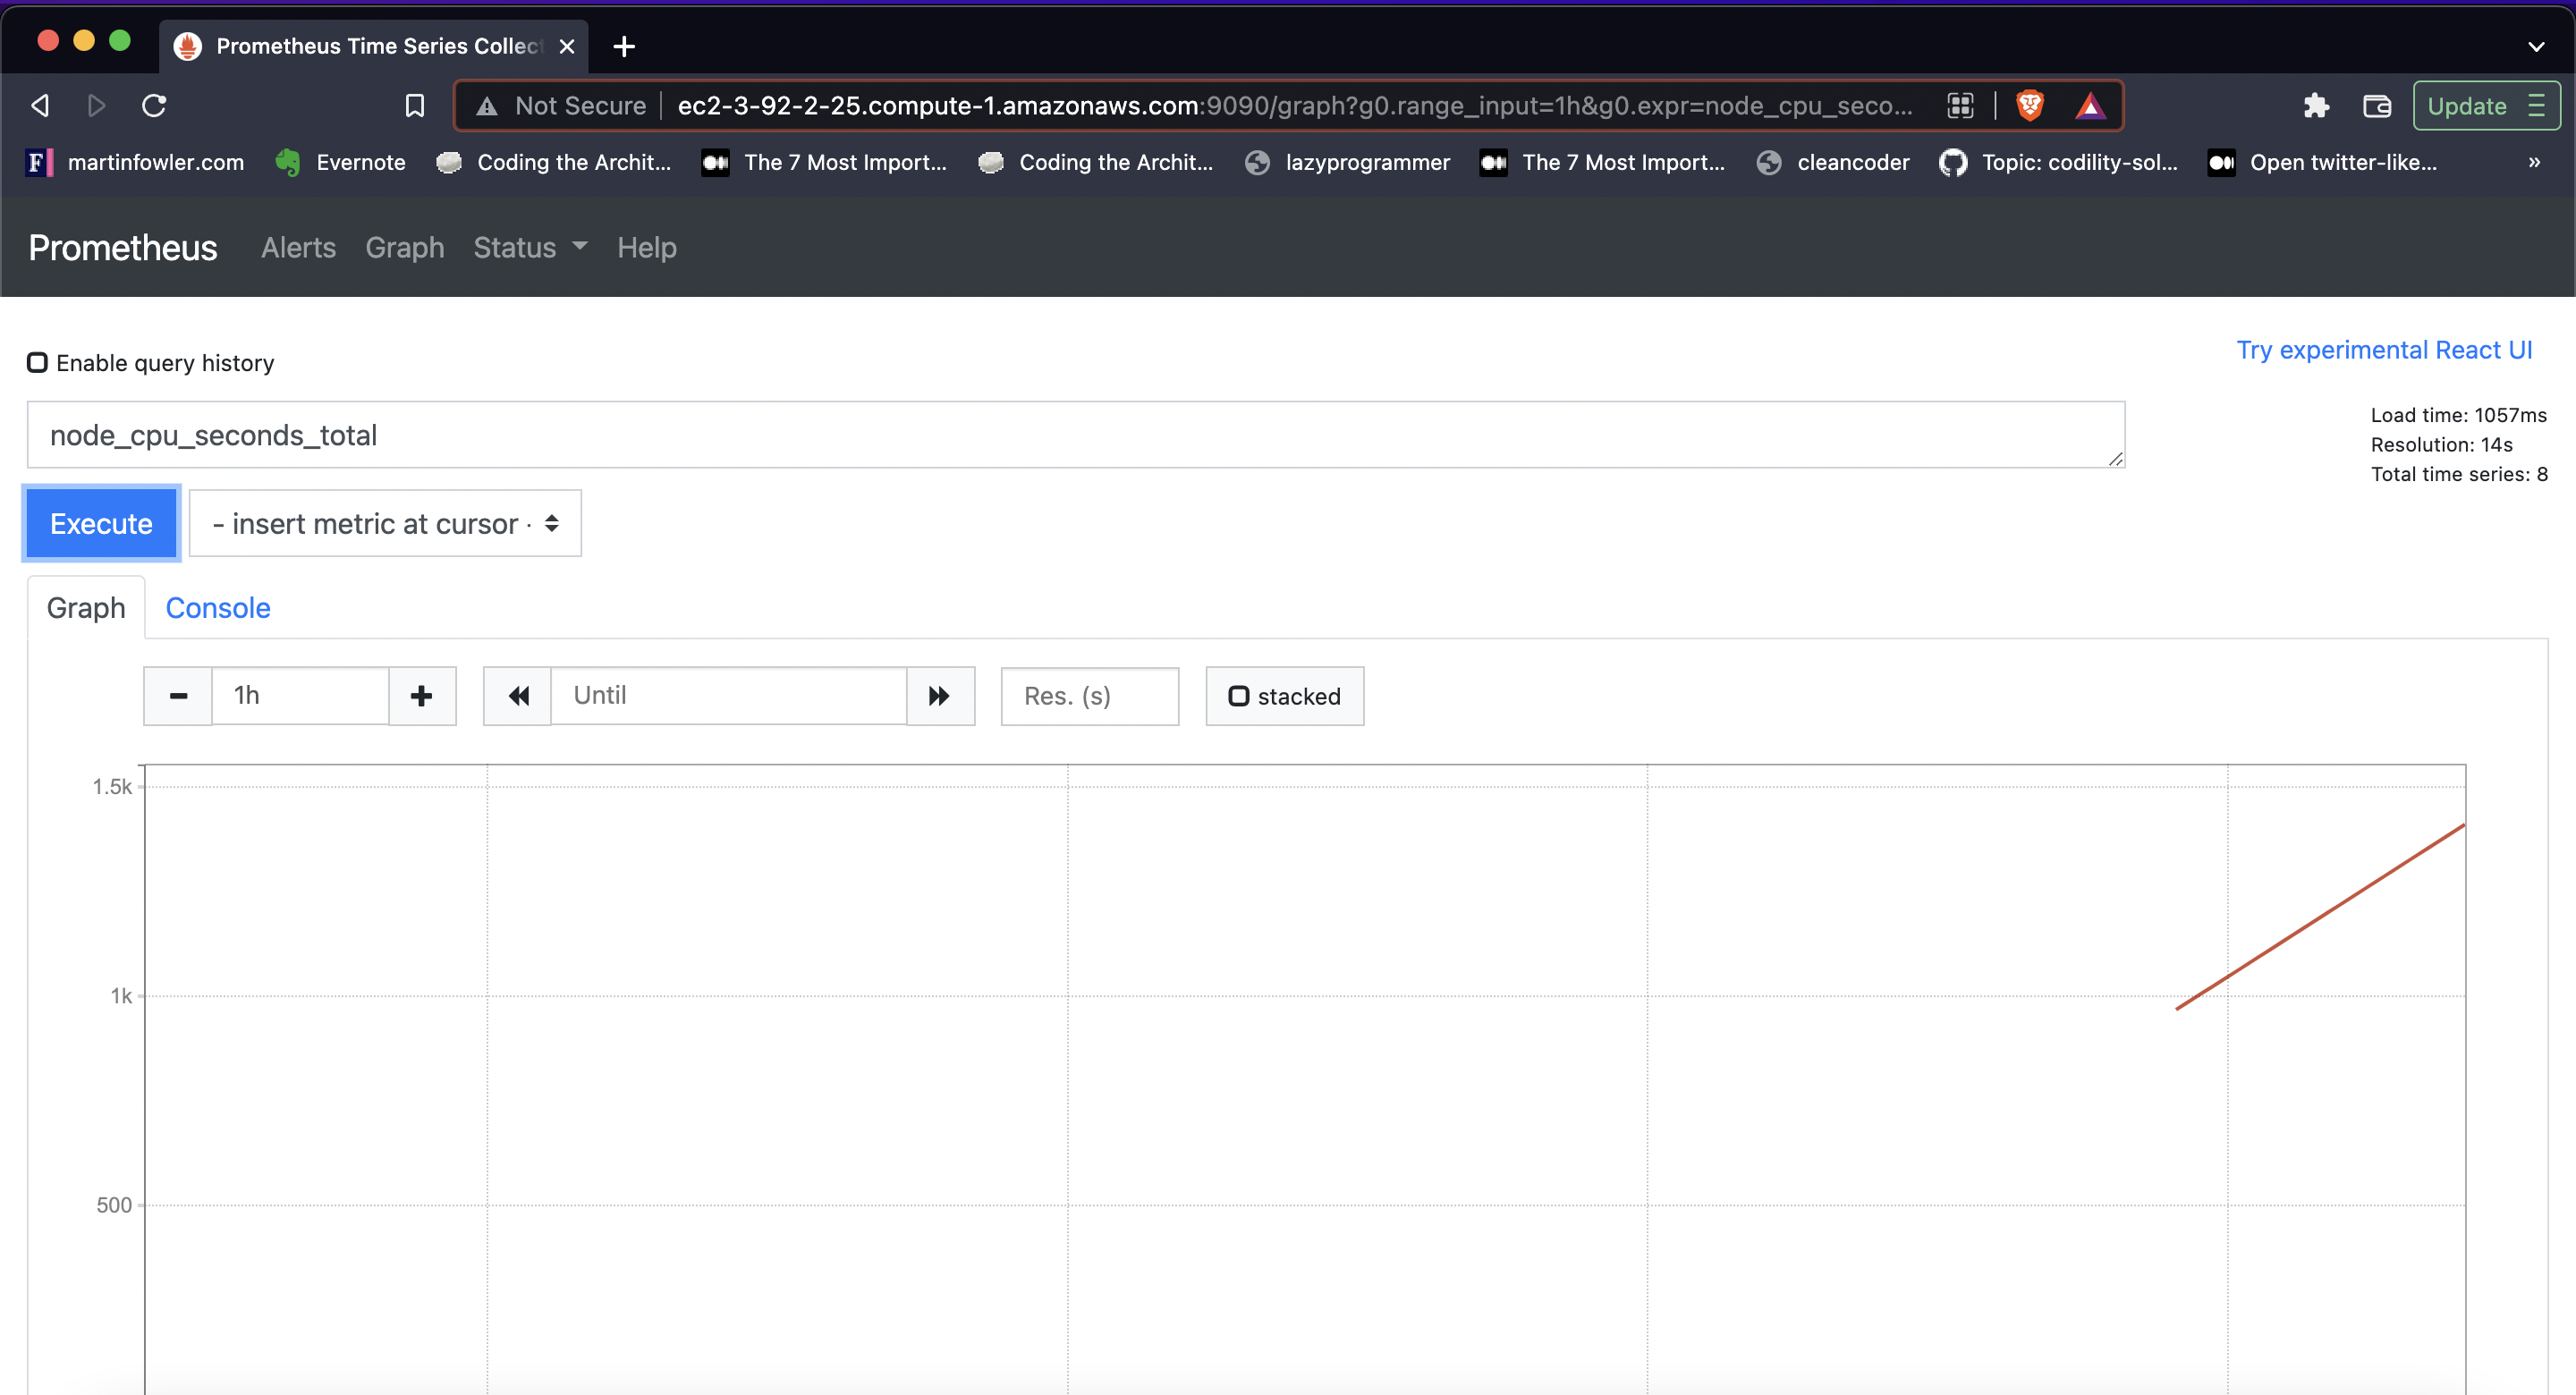 Prometheus Time Series Collect
Not Secure ec2-3-92-2-25.compute-1.amazonaws.com:9090/graph?g0.range_input=1h&g0.expr=node_cpu_seco... Update
F martinfowler.com Evernote Coding the Archit... The 7 Most Import... Coding the Archit... lazyprogrammer The 7 Most Import... cleancoder Topic: codility-sol... Open twitter-like... »
Prometheus Alerts Graph Status Help
Try experimental React UI
Enable query history
node_cpu_seconds_total
Load time: 1057ms
Resolution: 14s
Total time series: 8
Execute - insert metric at cursor -
Graph Console
1h Until Res. (s) stacked
1.5k
1k
500